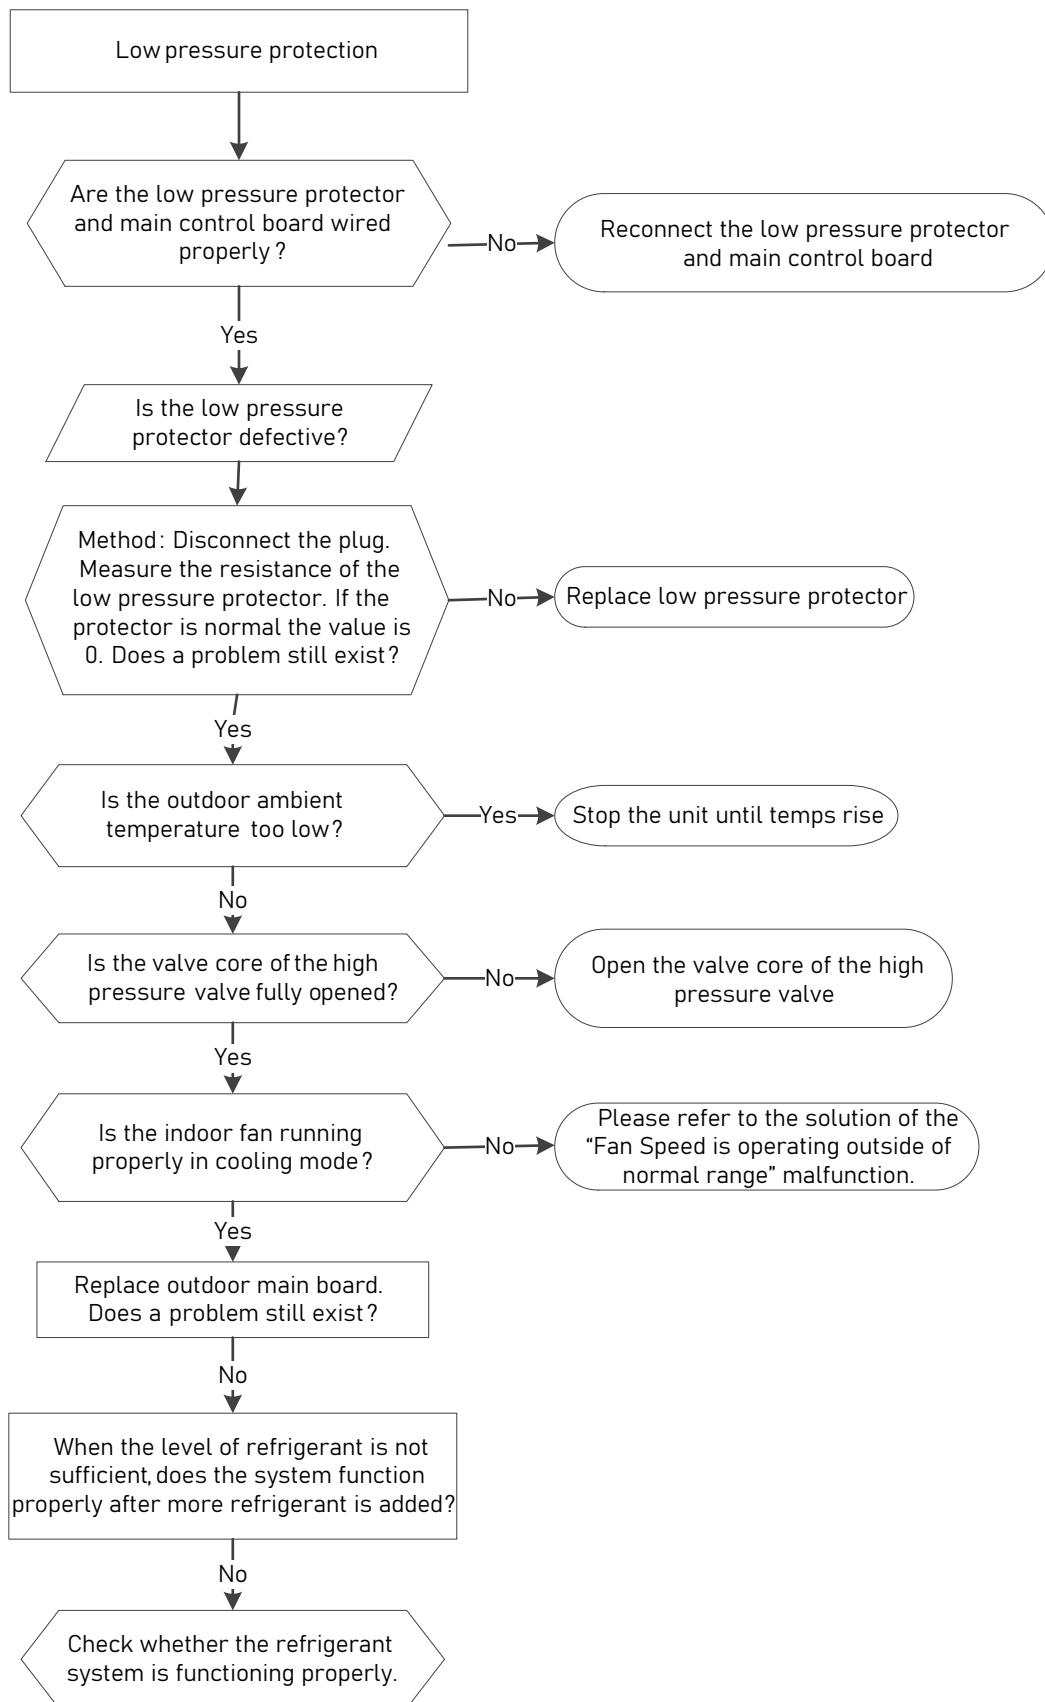 Low pressure protection
Are the low pressure protector
and main control board wired
properly?
No
Reconnect the low pressure protector
and main control board
Yes
Is the low pressure
protector defective?
Method: Disconnect the plug.
Measure the resistance of the
low pressure protector. If the
protector is normal the value is
0. Does a problem still exist?
No
Replace low pressure protector
Yes
Is the outdoor ambient
temperature too low?
Yes
Stop the unit until temps rise
No
Is the valve core of the high
pressure valve fully opened?
No
Open the valve core of the high
pressure valve
Yes
Is the indoor fan running
properly in cooling mode?
No
Please refer to the solution of the
“Fan Speed is operating outside of
normal range” malfunction.
Yes
Replace outdoor main board.
Does a problem still exist?
No
When the level of refrigerant is not
sufficient, does the system function
properly after more refrigerant is added?
No
Check whether the refrigerant
system is functioning properly.